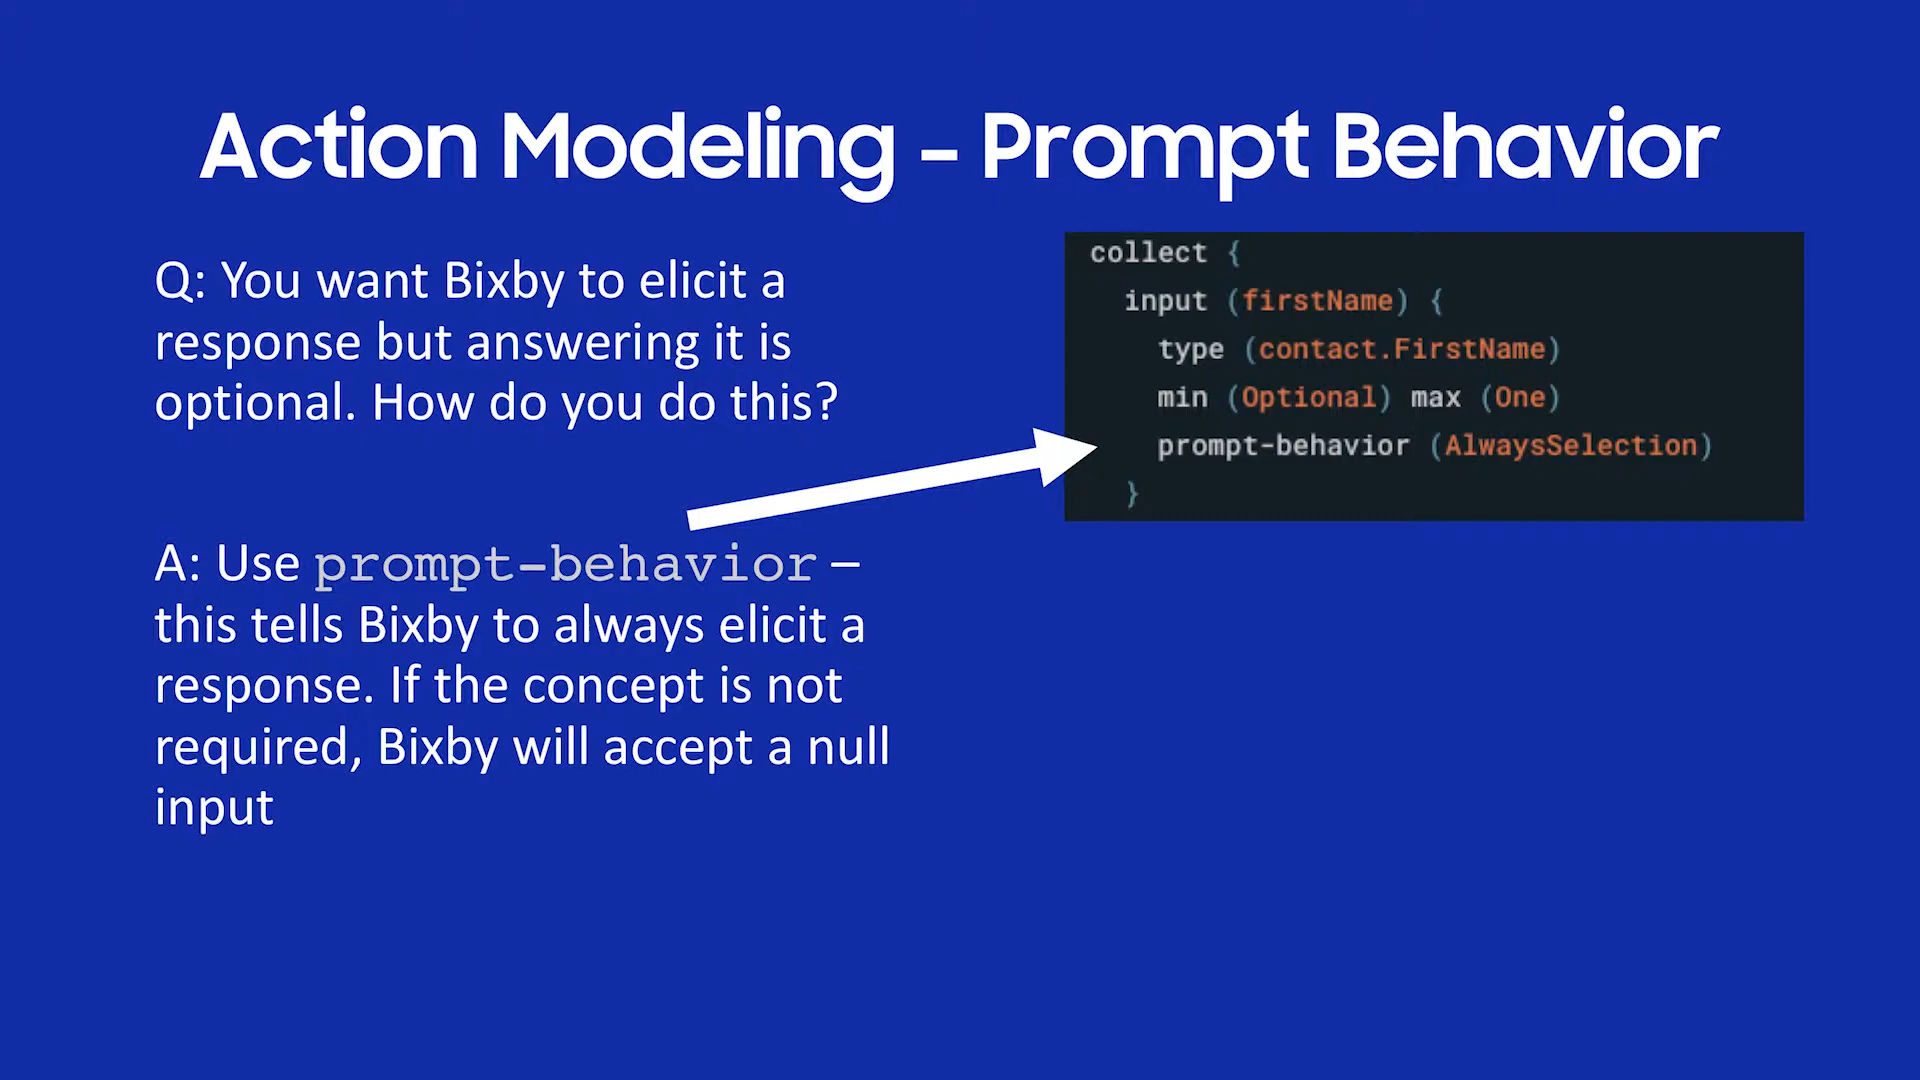 Action Modeling – Prompt Behavior
Q: You want Bixby to elicit a
response but answering it is
optional. How do you do this?
A: Use prompt-behavior –
this tells Bixby to always elicit a
response. If the concept is not
required, Bixby will accept a null
input
collect {
input (firstName) {
type (contact.FirstName)
min (Optional) max (One)
prompt-behavior (AlwaysSelection)
}